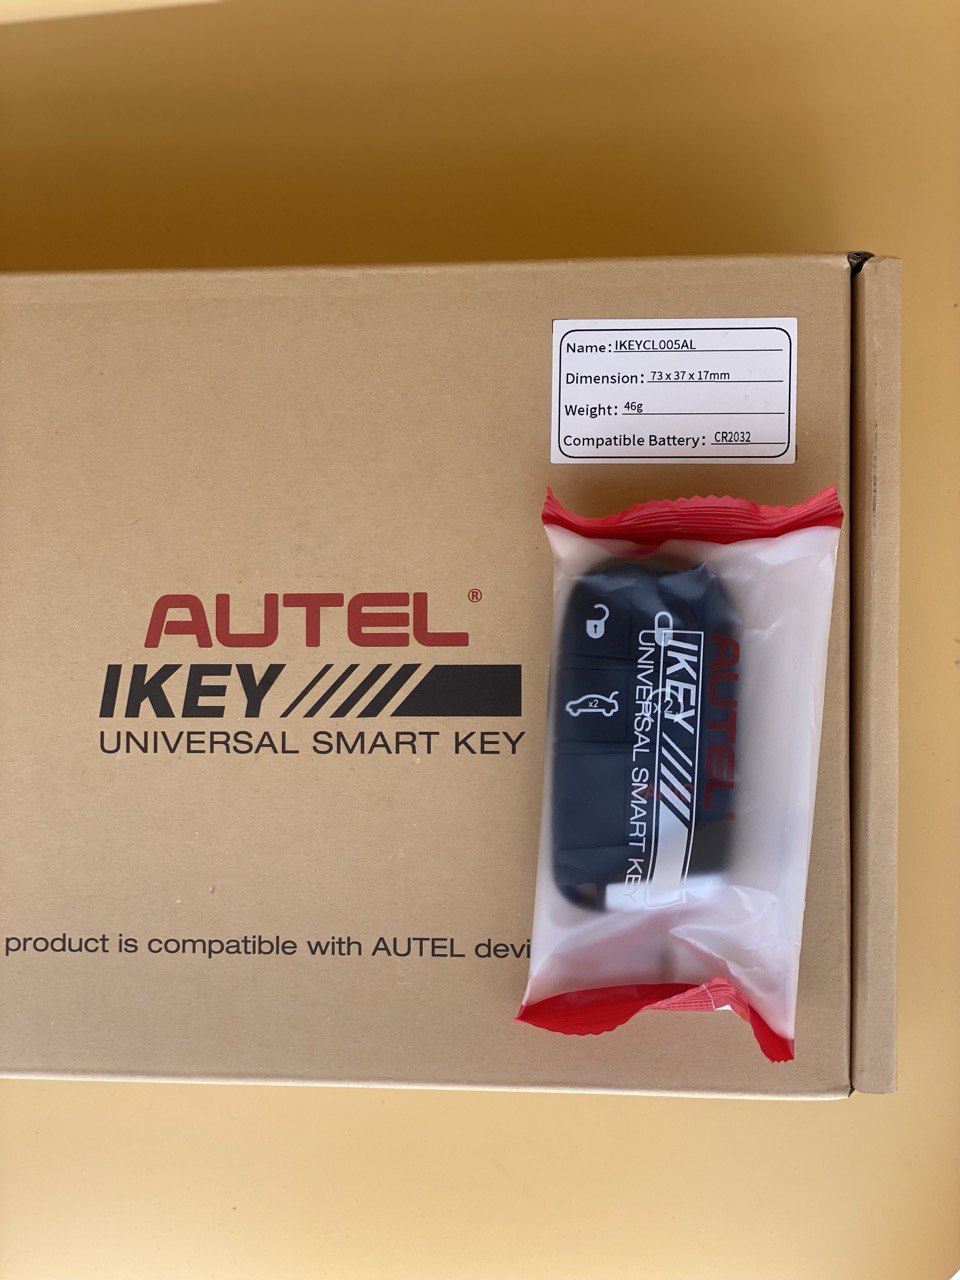 Name: IKEYCL005AL
Dimension: 73 x 37 x 17mm
Weight: 46g
Compatible Battery: CR2032
AUTEL®
IKEY
UNIVERSAL SMART KEY
product is compatible with AUTEL devi
x2
x2
AUTEL®
IKEY
UNIVERSAL SMART KEY